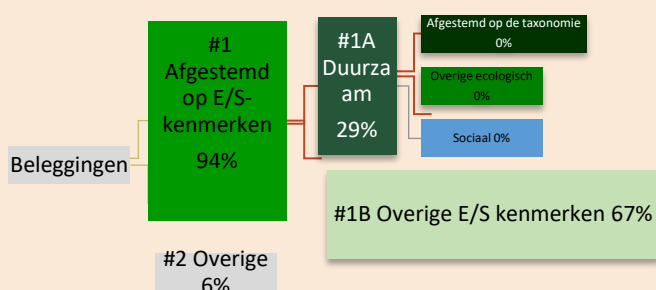 Beleggingen
#1
Afgestemd
op E/S-
kenmerken
94%
#2 Overige
6%
#1A
Duurza
am
29%
#1B Overige E/S kenmerken 67%
Afgestemd op de taxonomie
0%
Overige ecologisch
0%
Sociaal 0%